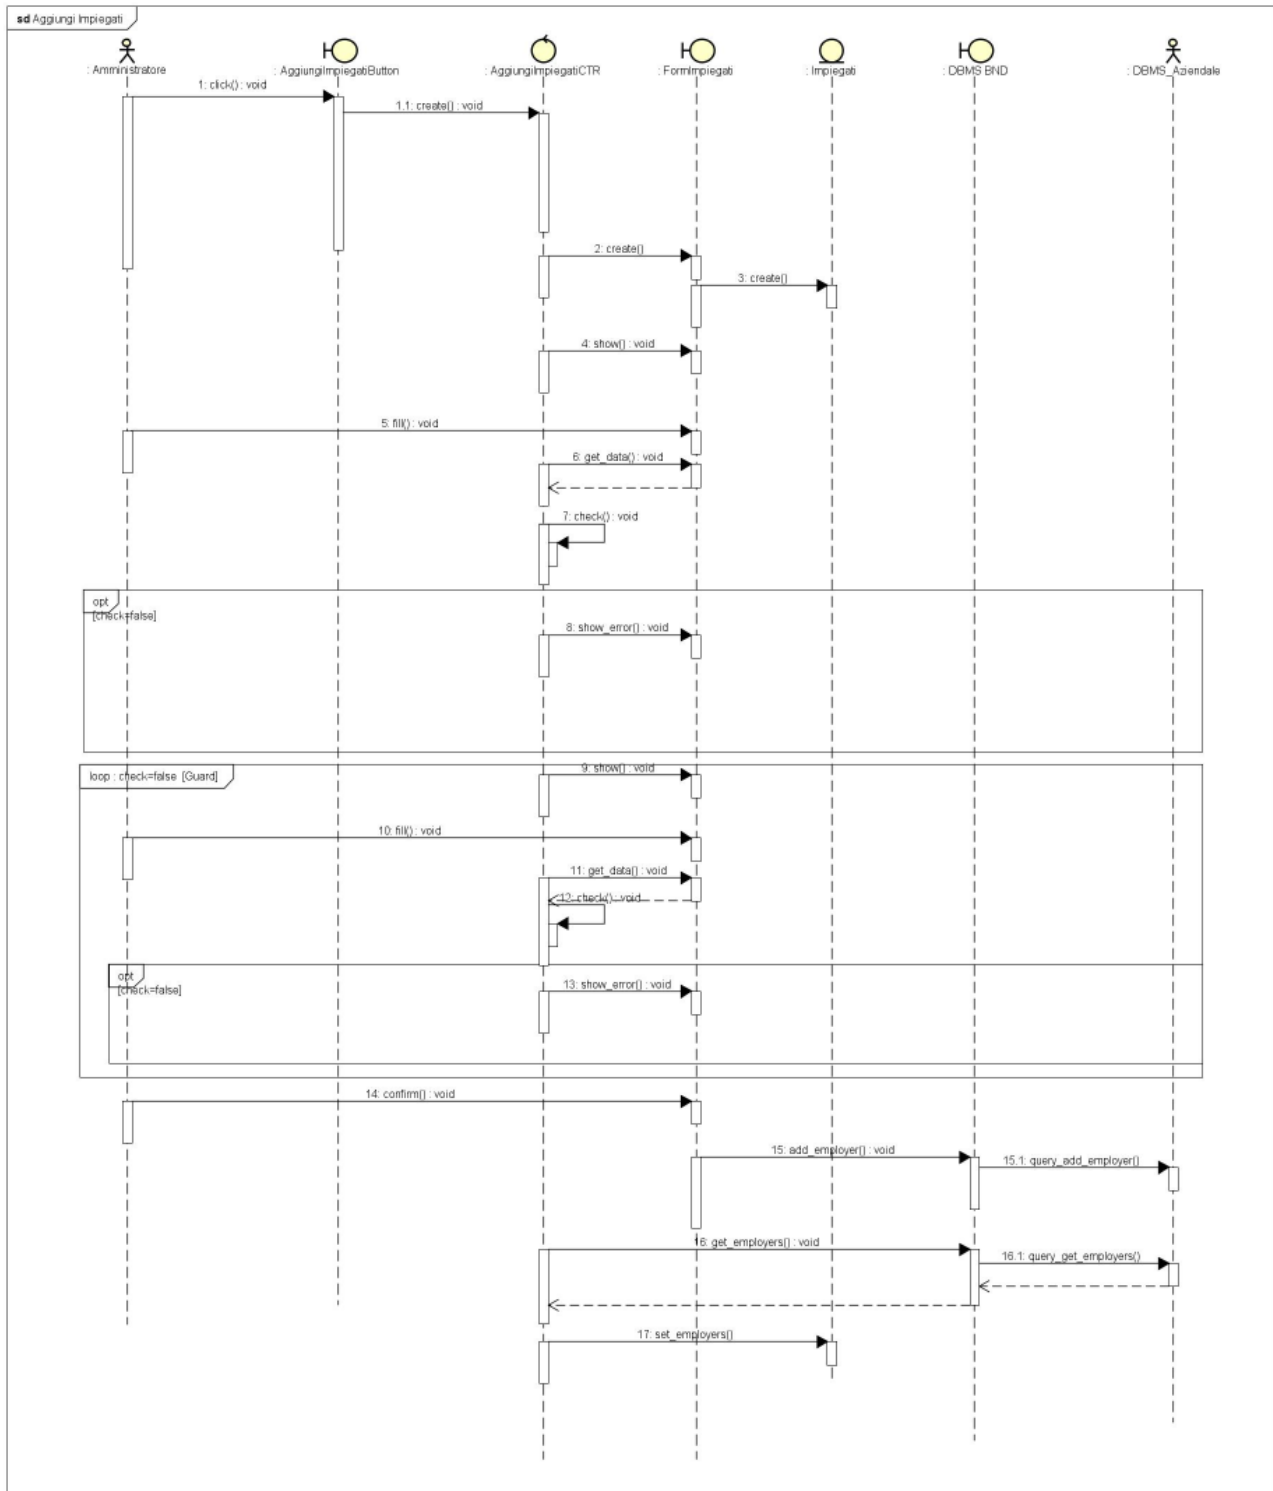 sd Aggiungi Impiegati
: Amministratore
: AggiungiImpiegatiButton
: AggiungiImpiegatiCTR
: FormImpiegati
: Impiegati
: DBMS BND
: DBMS_Aziendale
1: click() : void
1.1: create() : void
2: create()
3: create()
4: show() : void
5: fill() : void
6: get_data() : void
7: check() : void
opt
[check=false]
8: show_error() : void
loop : check=false [Guard]
9: show() : void
10: fill() : void
11: get_data() : void
12: check() : void
opt
[check=false]
13: show_error() : void
14: confirm() : void
15: add_employer() : void
15.1: query_add_employer()
16: get_employers() : void
16.1: query_get_employers()
17: set_employers()